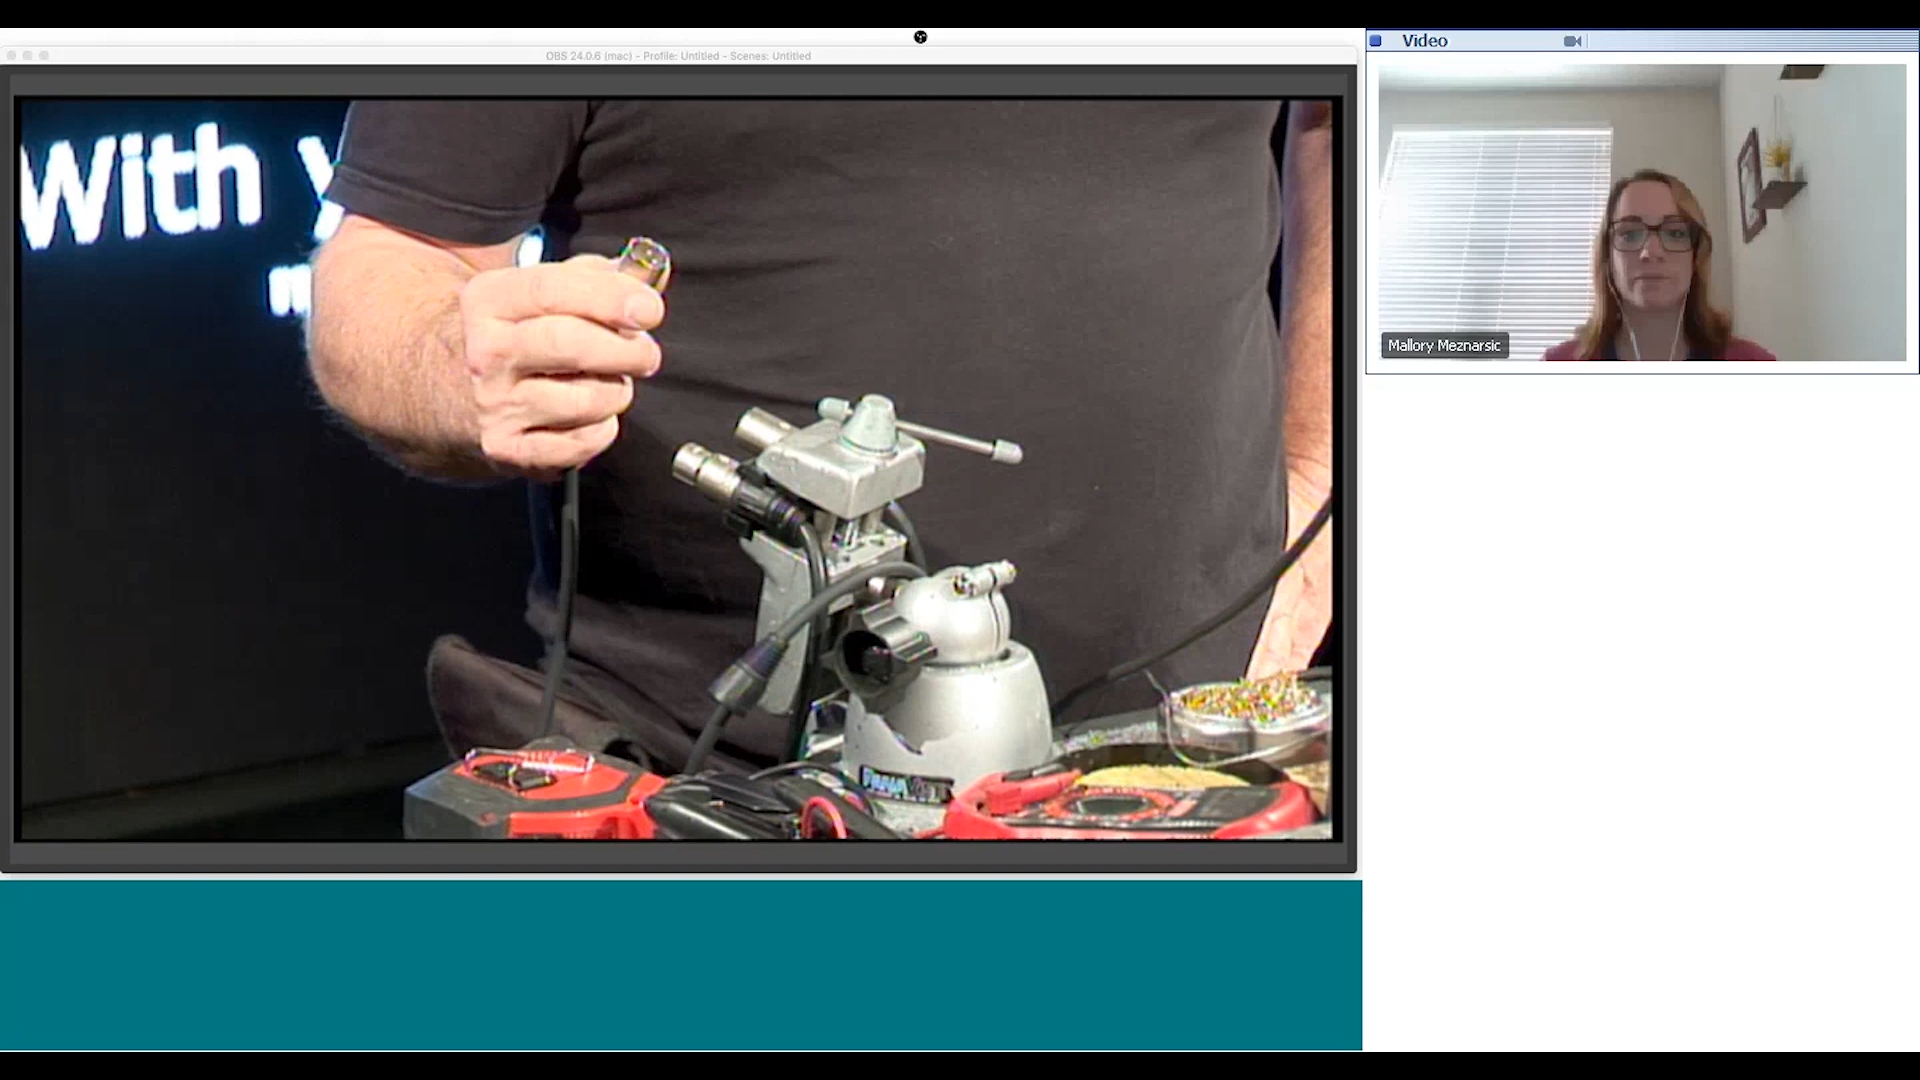 OBS 24.0.6 (mac) - Profile: Untitled - Scenes: Untitled
Video
With
Mallory Meznarsic